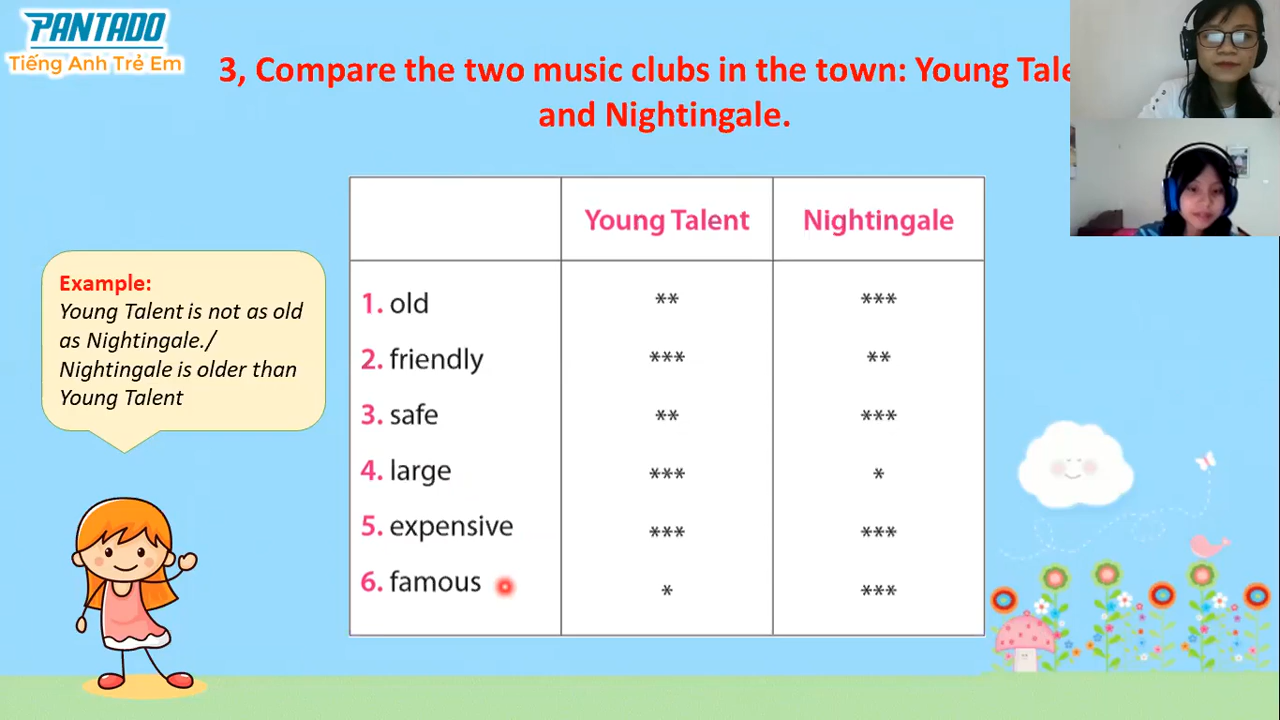 PANTADO
Tiếng Anh Trẻ Em
3, Compare the two music clubs in the town: Young Tale
and Nightingale.
Young Talent Nightingale
1. old ** ***
2. friendly *** **
3. safe ** ***
4. large *** *
5. expensive *** ***
6. famous * ***
Example:
Young Talent is not as old
as Nightingale./
Nightingale is older than
Young Talent